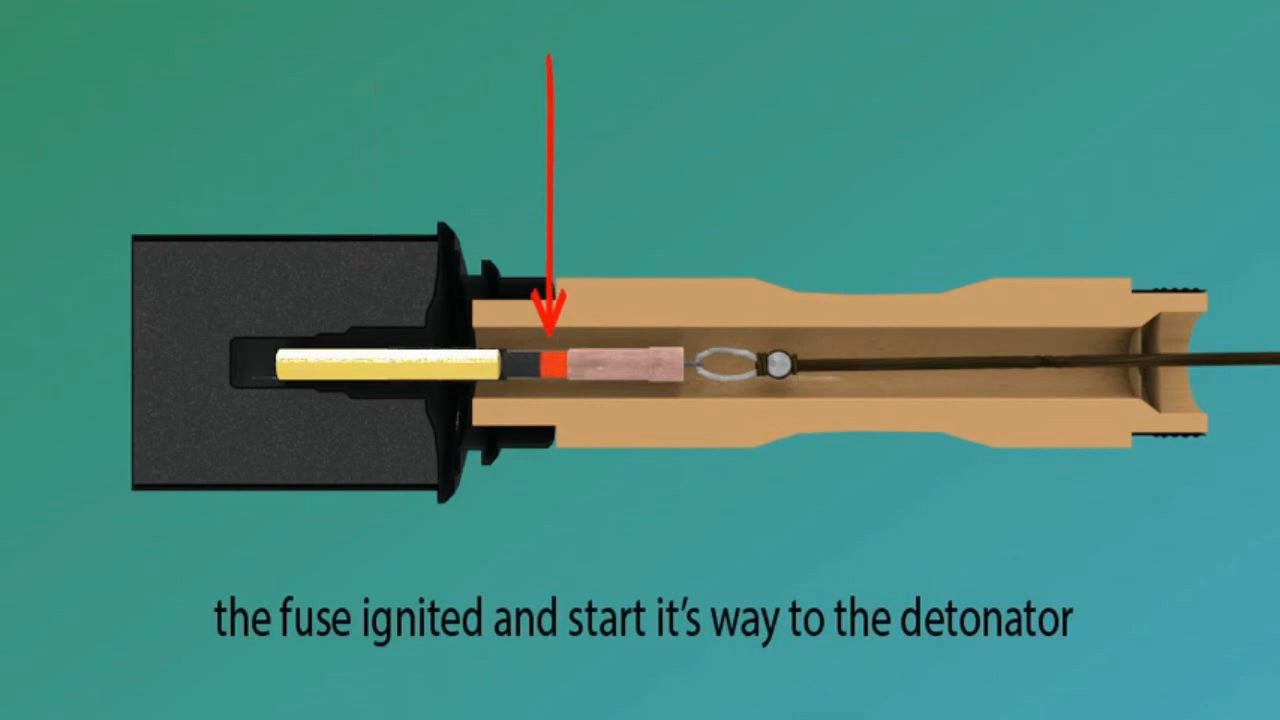 the fuse ignited and start it’s way to the detonator